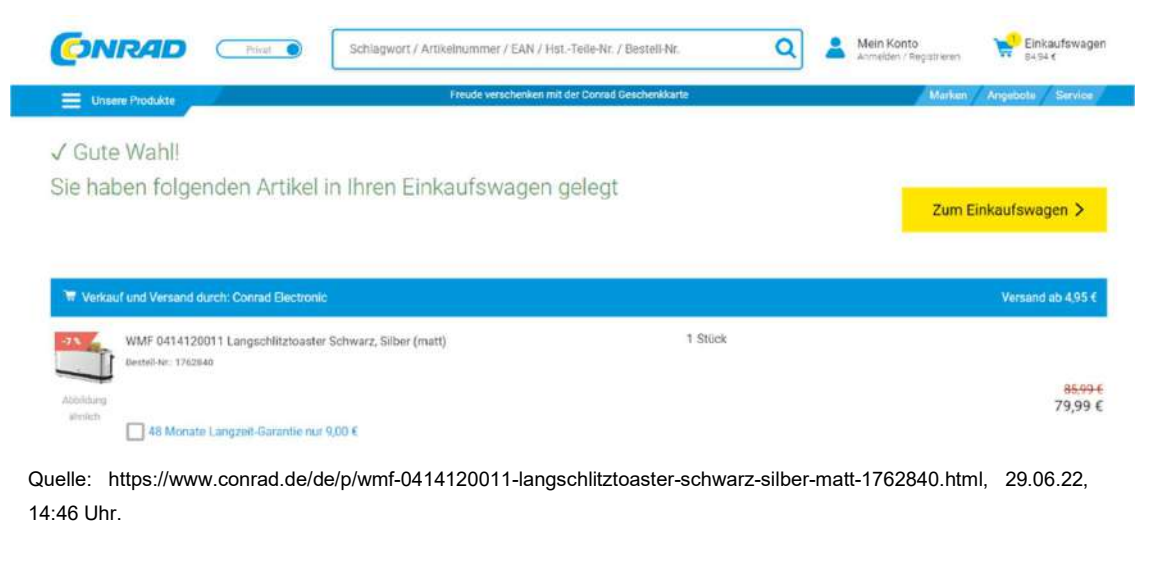 CONRAD
Privat
Schlagwort / Artikelnummer / EAN / Hst.-Teile-Nr. / Bestell-Nr.
Mein Konto
Anmelden / Registrieren
1
Einkaufswagen
84,94 €
Unsere Produkte
Freude verschenken mit der Conrad Geschenkkarte
Marken
Angebote
Service
✓ Gute Wahl!
Sie haben folgenden Artikel in Ihren Einkaufswagen gelegt
Zum Einkaufswagen >
Verkauf und Versand durch: Conrad Electronic
Versand ab 4,95 €
-7 %
WMF 0414120011 Langschlitztoaster Schwarz, Silber (matt)
1 Stück
Bestell-Nr.: 1762840
Abbildung
ähnlich
85,99 €
79,99 €
48 Monate Langzeit-Garantie nur 9,00 €
Quelle: https://www.conrad.de/de/p/wmf-0414120011-langschlitztoaster-schwarz-silber-matt-1762840.html, 29.06.22,
14:46 Uhr.